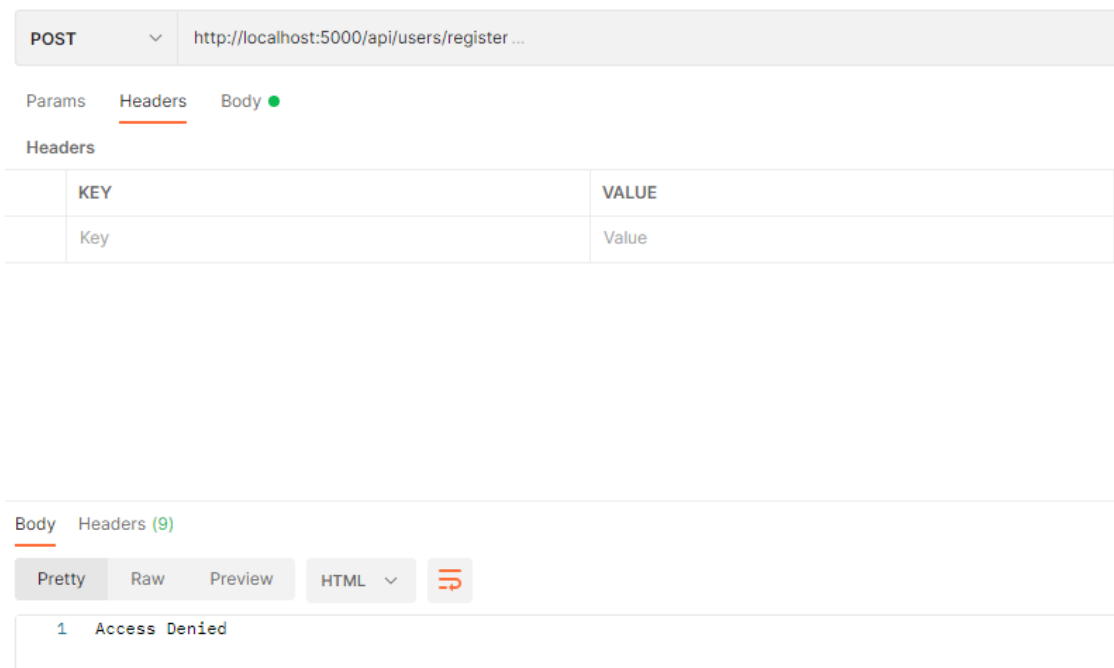 POST http://localhost:5000/api/users/register ...
Params Headers Body
Headers
KEY VALUE
Key Value
Body Headers (9)
Pretty Raw Preview HTML
1 Access Denied